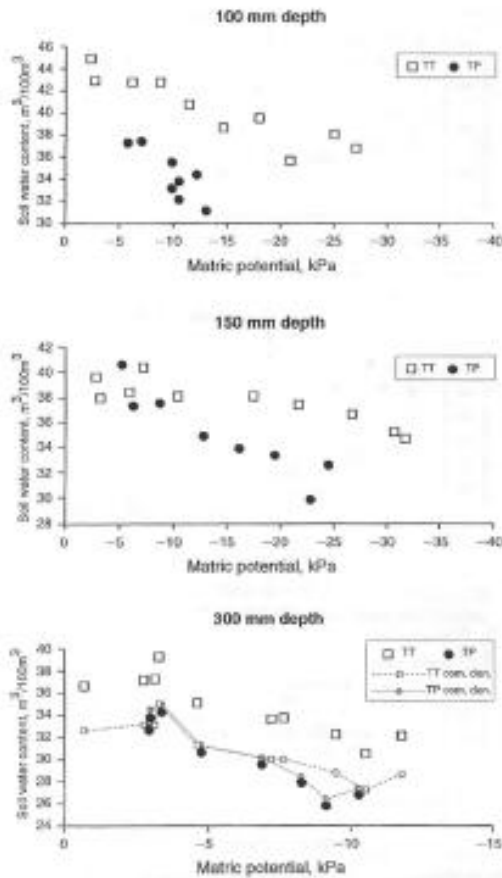 100 mm depth
Soil water content, m³/100m³
46
44
42
40
38
36
34
32
30
TT TP
0 −5 −10 −15 −20 −25 −30 −35 −40
Matric potential, kPa
150 mm depth
Soil water content, m³/100m³
42
40
38
36
34
32
30
28
TT TP
0 −5 −10 −15 −20 −25 −30 −35 −40
Matric potential, kPa
300 mm depth
Soil water content, m³/100m³
40
38
36
34
32
30
28
26
24
TT TP
TT com. den.
TP com. den.
0 −5 −10 −15
Matric potential, kPa